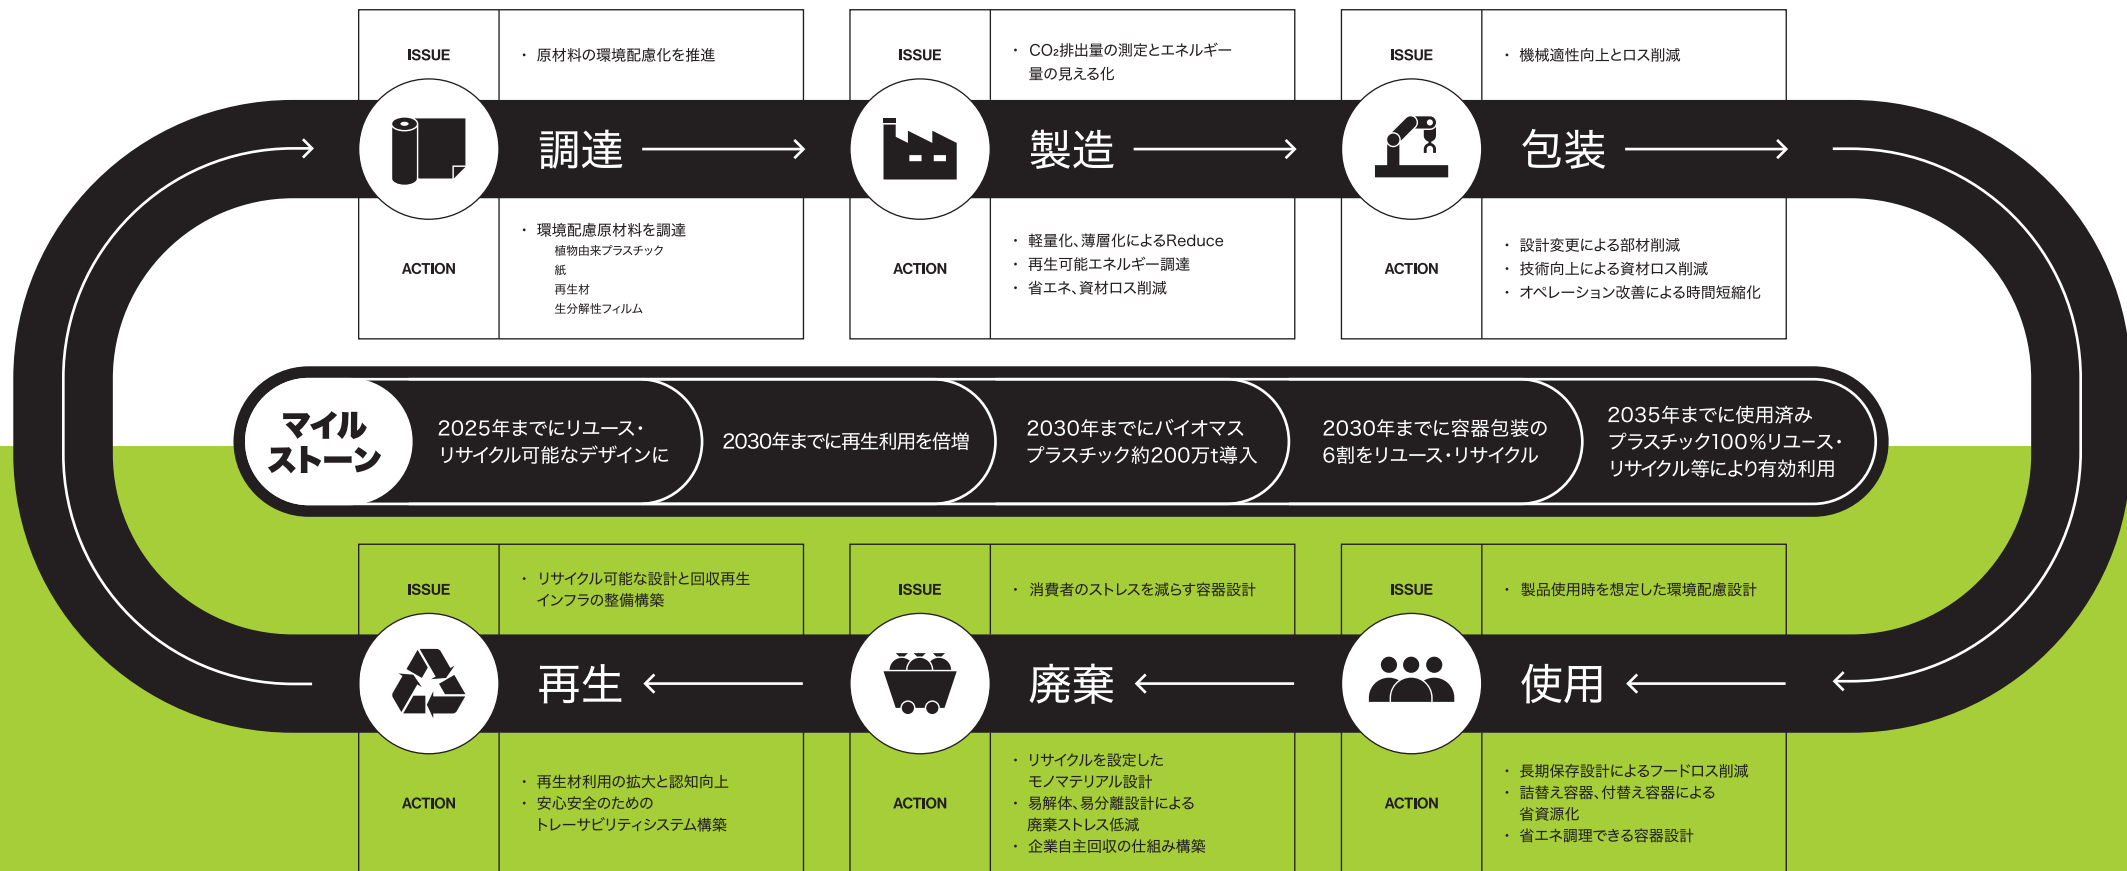 ISSUE
・ 原材料の環境配慮化を推進
調達
ACTION
・ 環境配慮原材料を調達
植物由来プラスチック
紙
再生材
生分解性フィルム
ISSUE
・ CO₂排出量の測定とエネルギー
量の見える化
製造
ACTION
・ 軽量化、薄層化によるReduce
・ 再生可能エネルギー調達
・ 省エネ、資材ロス削減
ISSUE
・ 機械適性向上とロス削減
包装
ACTION
・ 設計変更による部材削減
・ 技術向上による資材ロス削減
・ オペレーション改善による時間短縮化
マイル
ストーン
2025年までにリユース・
リサイクル可能なデザインに
2030年までに再生利用を倍増
2030年までにバイオマス
プラスチック約200万t導入
2030年までに容器包装の
6割をリユース・リサイクル
2035年までに使用済み
プラスチック100%リユース・
リサイクル等により有効利用
ISSUE
・ リサイクル可能な設計と回収再生
インフラの整備構築
再生
ACTION
・ 再生材利用の拡大と認知向上
・ 安心安全のための
トレーサビリティシステム構築
ISSUE
・ 消費者のストレスを減らす容器設計
廃棄
ACTION
・ リサイクルを設定した
モノマテリアル設計
・ 易解体、易分離設計による
廃棄ストレス低減
・ 企業自主回収の仕組み構築
ISSUE
・ 製品使用時を想定した環境配慮設計
使用
ACTION
・ 長期保存設計によるフードロス削減
・ 詰替え容器、付替え容器による
省資源化
・ 省エネ調理できる容器設計